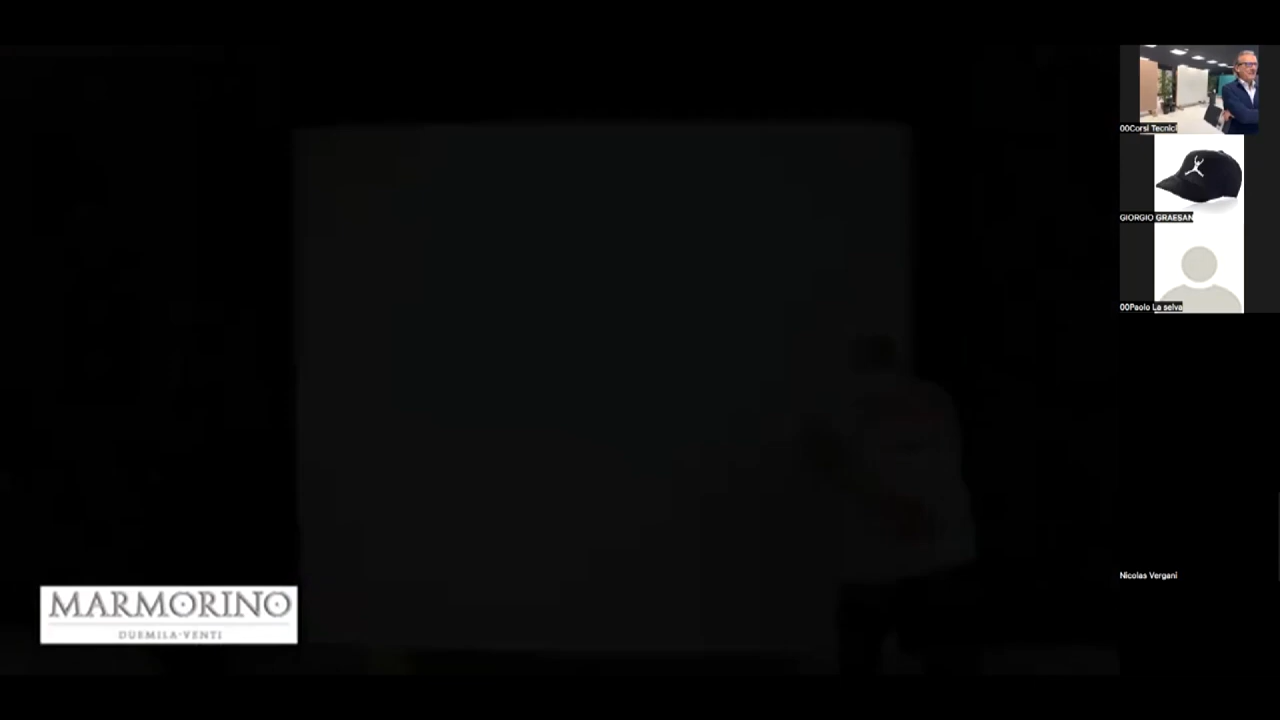 00Corsi Tecnici
GIORGIO GRAESAN
00Paolo La selva
Nicolas Vergani
MARMORINO
DUEMILA-VENTI